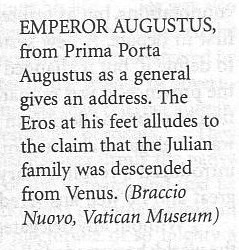 EMPEROR AUGUSTUS,
from Prima Porta
Augustus as a general
gives an address. The
Eros at his feet alludes to
the claim that the Julian
family was descended
from Venus. (Braccio
Nuovo, Vatican Museum)